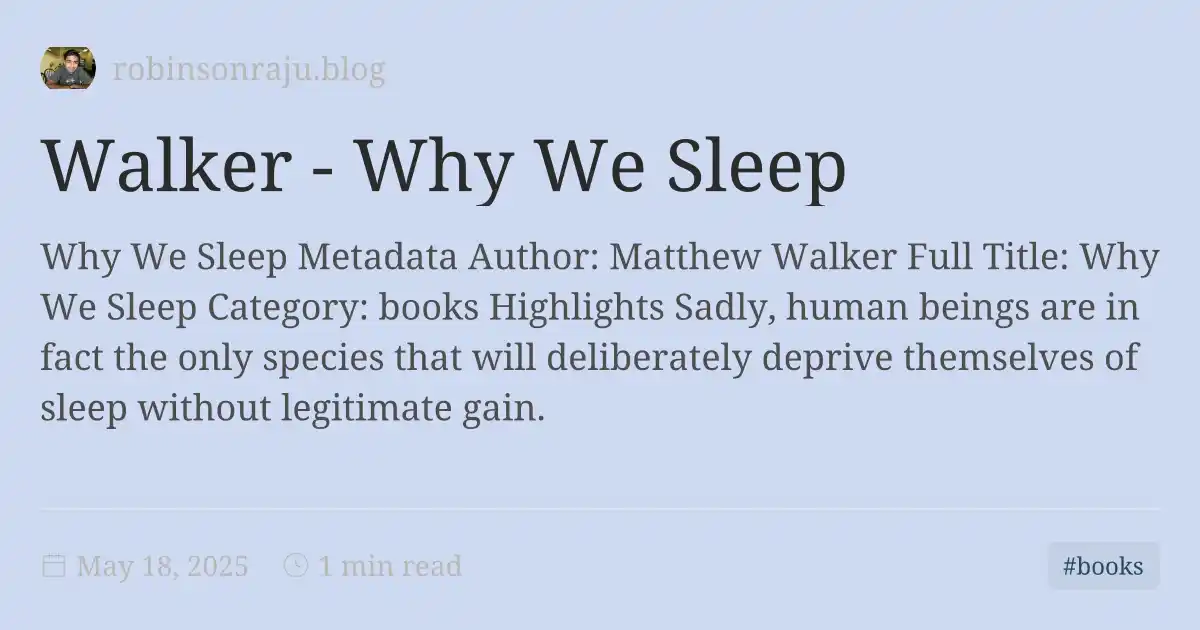 robinsonraju.blog
Walker - Why We Sleep
Why We Sleep Metadata Author: Matthew Walker Full Title: Why
We Sleep Category: books Highlights Sadly, human beings are in
fact the only species that will deliberately deprive themselves of
sleep without legitimate gain.
May 18, 2025 1 min read #books